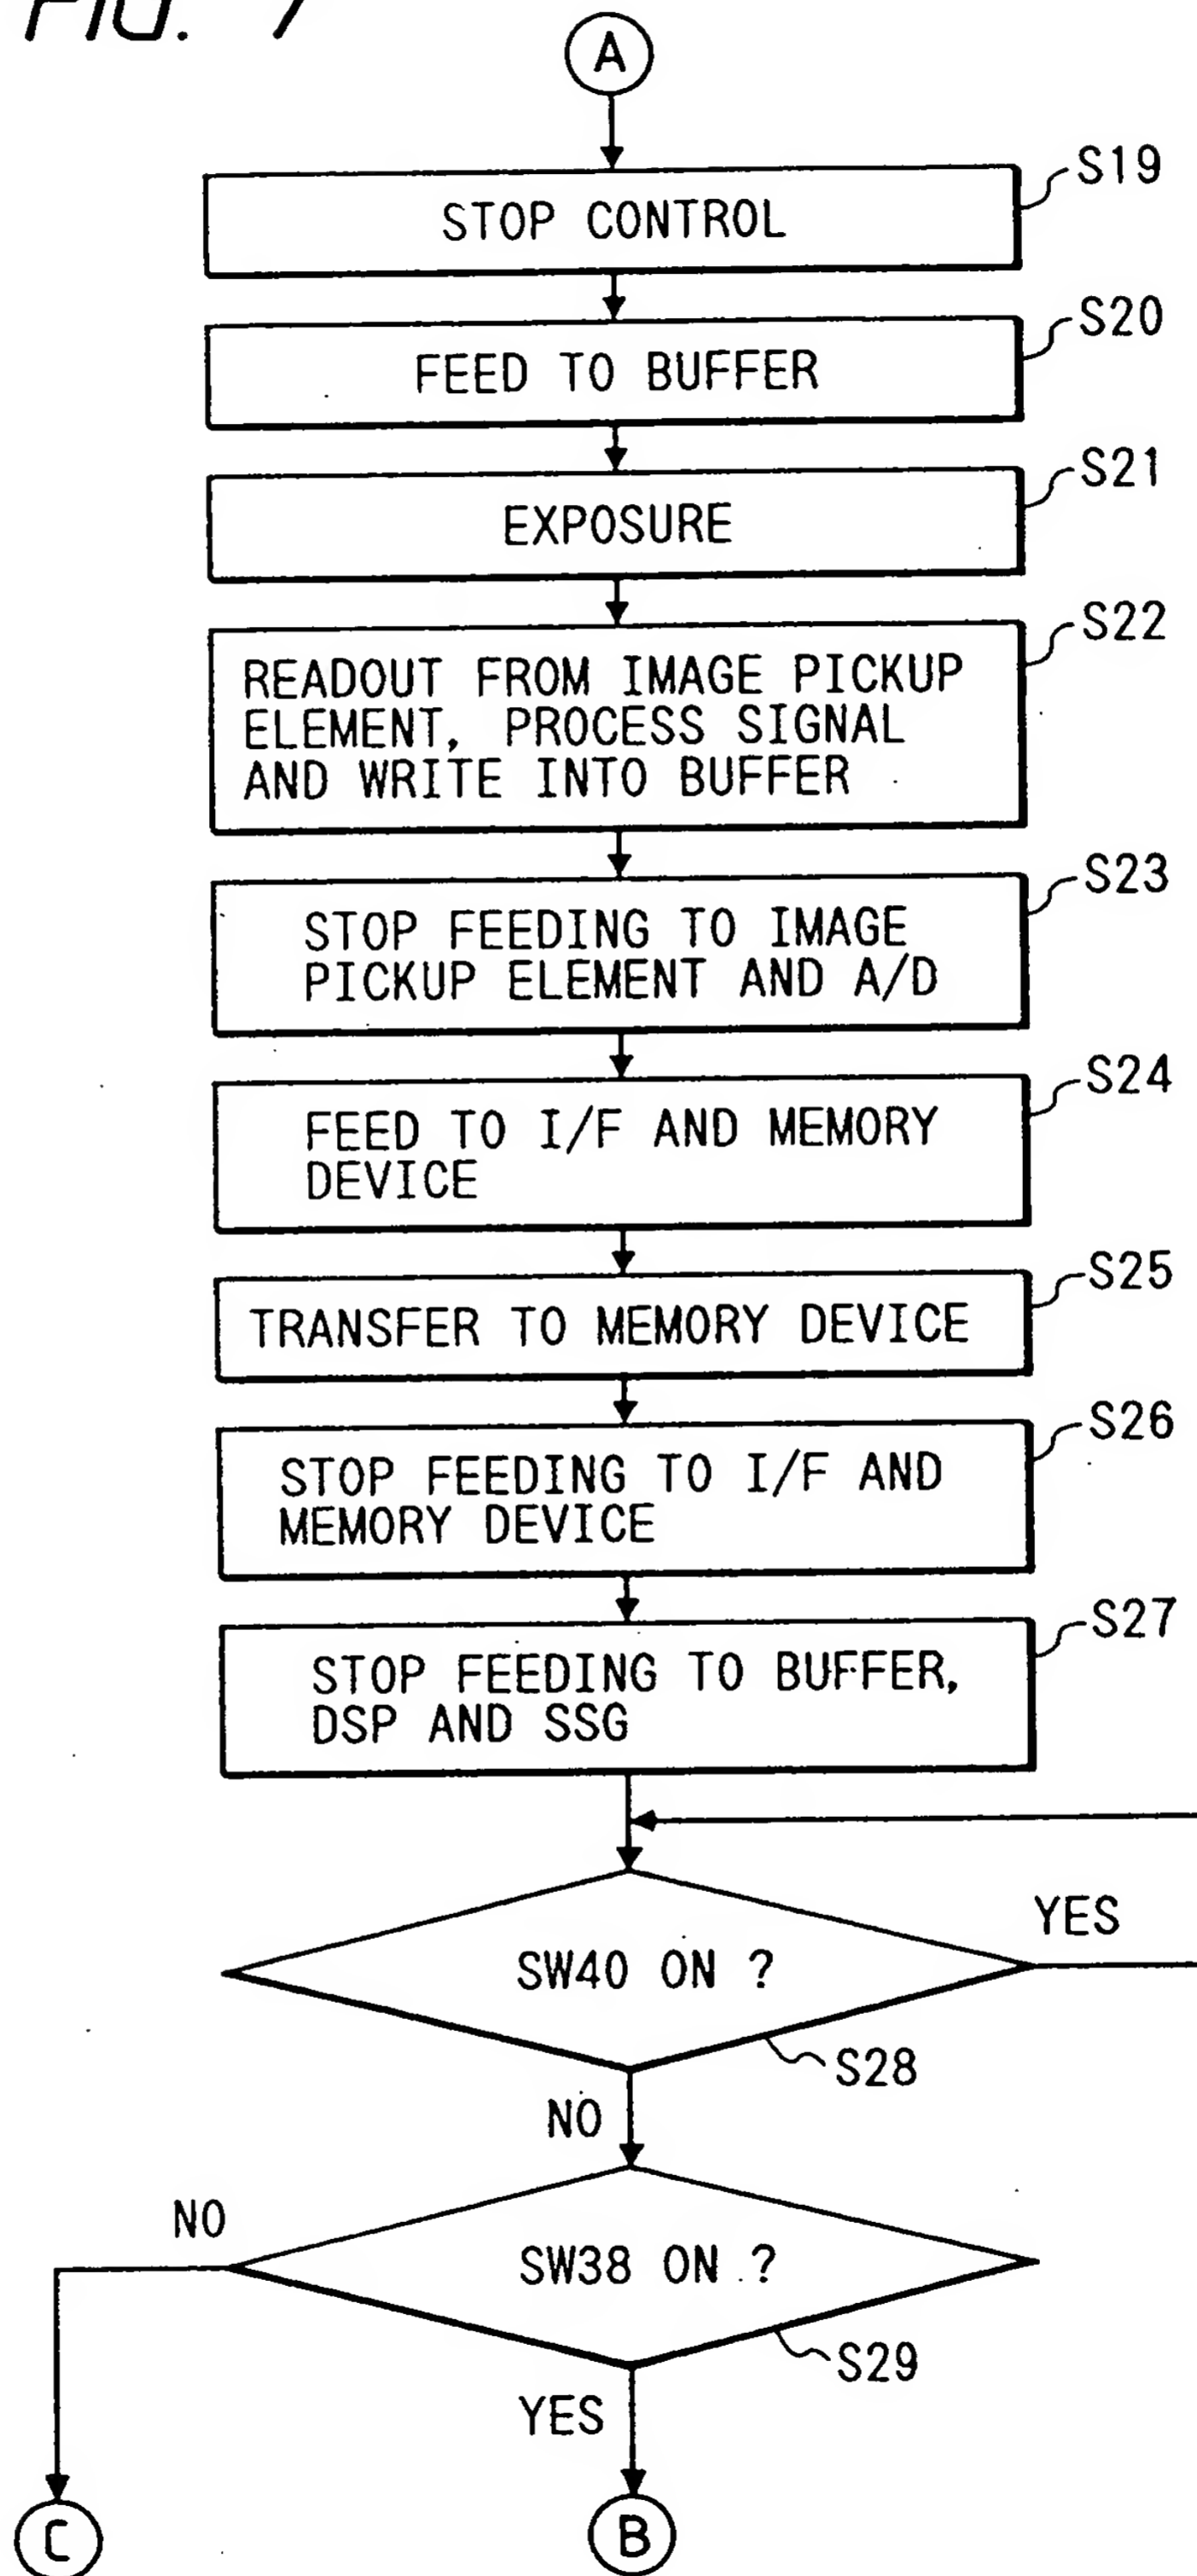 FIG. 7
A
STOP CONTROL
S19
FEED TO BUFFER
S20
EXPOSURE
S21
READOUT FROM IMAGE PICKUP
ELEMENT, PROCESS SIGNAL
AND WRITE INTO BUFFER
S22
STOP FEEDING TO IMAGE
PICKUP ELEMENT AND A/D
S23
FEED TO I/F AND MEMORY
DEVICE
S24
TRANSFER TO MEMORY DEVICE
S25
STOP FEEDING TO I/F AND
MEMORY DEVICE
S26
STOP FEEDING TO BUFFER,
DSP AND SSG
S27
SW40 ON ?
YES
S28
NO
SW38 ON ?
NO
S29
YES
C
B